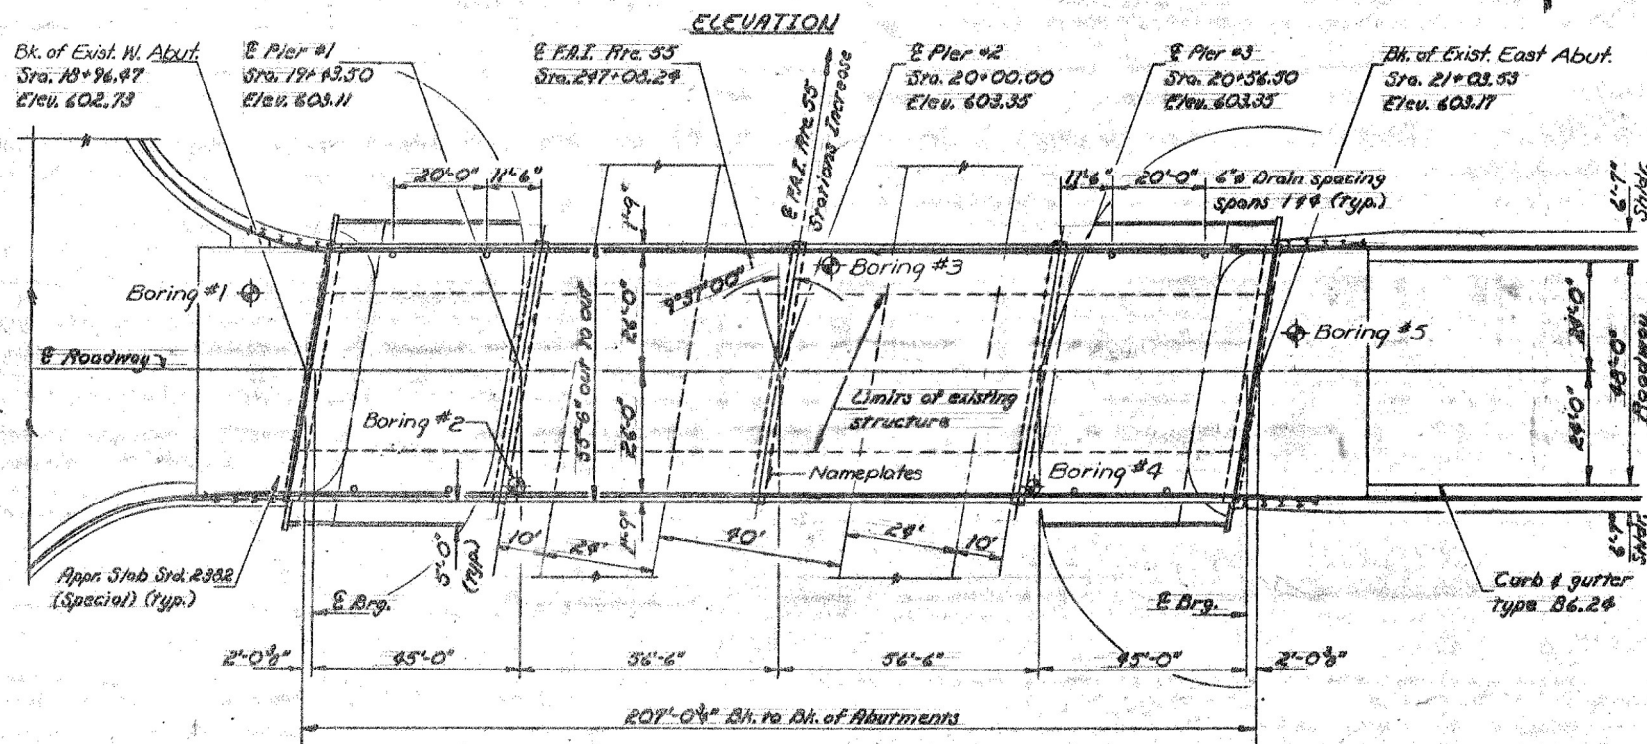 ELEVATION
Bk. of Exist. W. Abut.
Sta. 18+96.47
Elev. 602.73
℄ Pier #1
Sta. 19+43.50
Elev. 603.11
℄ F.A.I. Rte. 55
Sta. 247+03.24
℄ F.A.I. Rte. 55
Stations Increase
℄ Pier #2
Sta. 20+00.00
Elev. 603.35
℄ Pier #3
Sta. 20+56.50
Elev. 603.35
Bk. of Exist. East Abut.
Sta. 21+03.53
Elev. 603.17
20'-0"
11'-6"
11'-6"
20'-0"
6"ø Drain spacing
spans 1 & 4 (Typ.)
6'-7"
Shldr.
1'-9"
Boring #1
Boring #3
9°37'00"
26'-0"
55'-6" out to out
24'-0"
48'-0"
Roadway
Boring #5
℄ Roadway
Limits of existing
structure
Boring #2
26'-0"
24'-0"
Nameplates
Boring #4
1'-9"
10'
24'
40'
24'
10'
5'-0"
(Typ.)
6'-7"
Shldr.
Appr. Slab Std. 2382
(Special) (Typ.)
℄ Brg.
℄ Brg.
Curb & gutter
Type B6.24
2'-0⅜"
45'-0"
56'-6"
56'-6"
45'-0"
2'-0⅜"
207'-0¾" Bk. to Bk. of Abutments